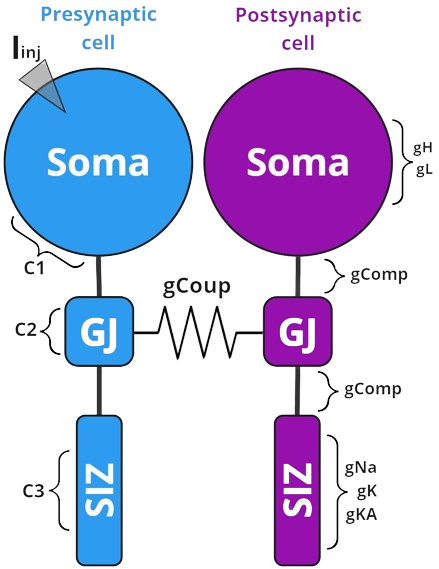 Presynaptic
cell
Postsynaptic
cell
Iinj
Soma
Soma
gH
gL
C1
gComp
gCoup
C2
GJ
GJ
gComp
C3
SIZ
SIZ
gNa
gK
gKA